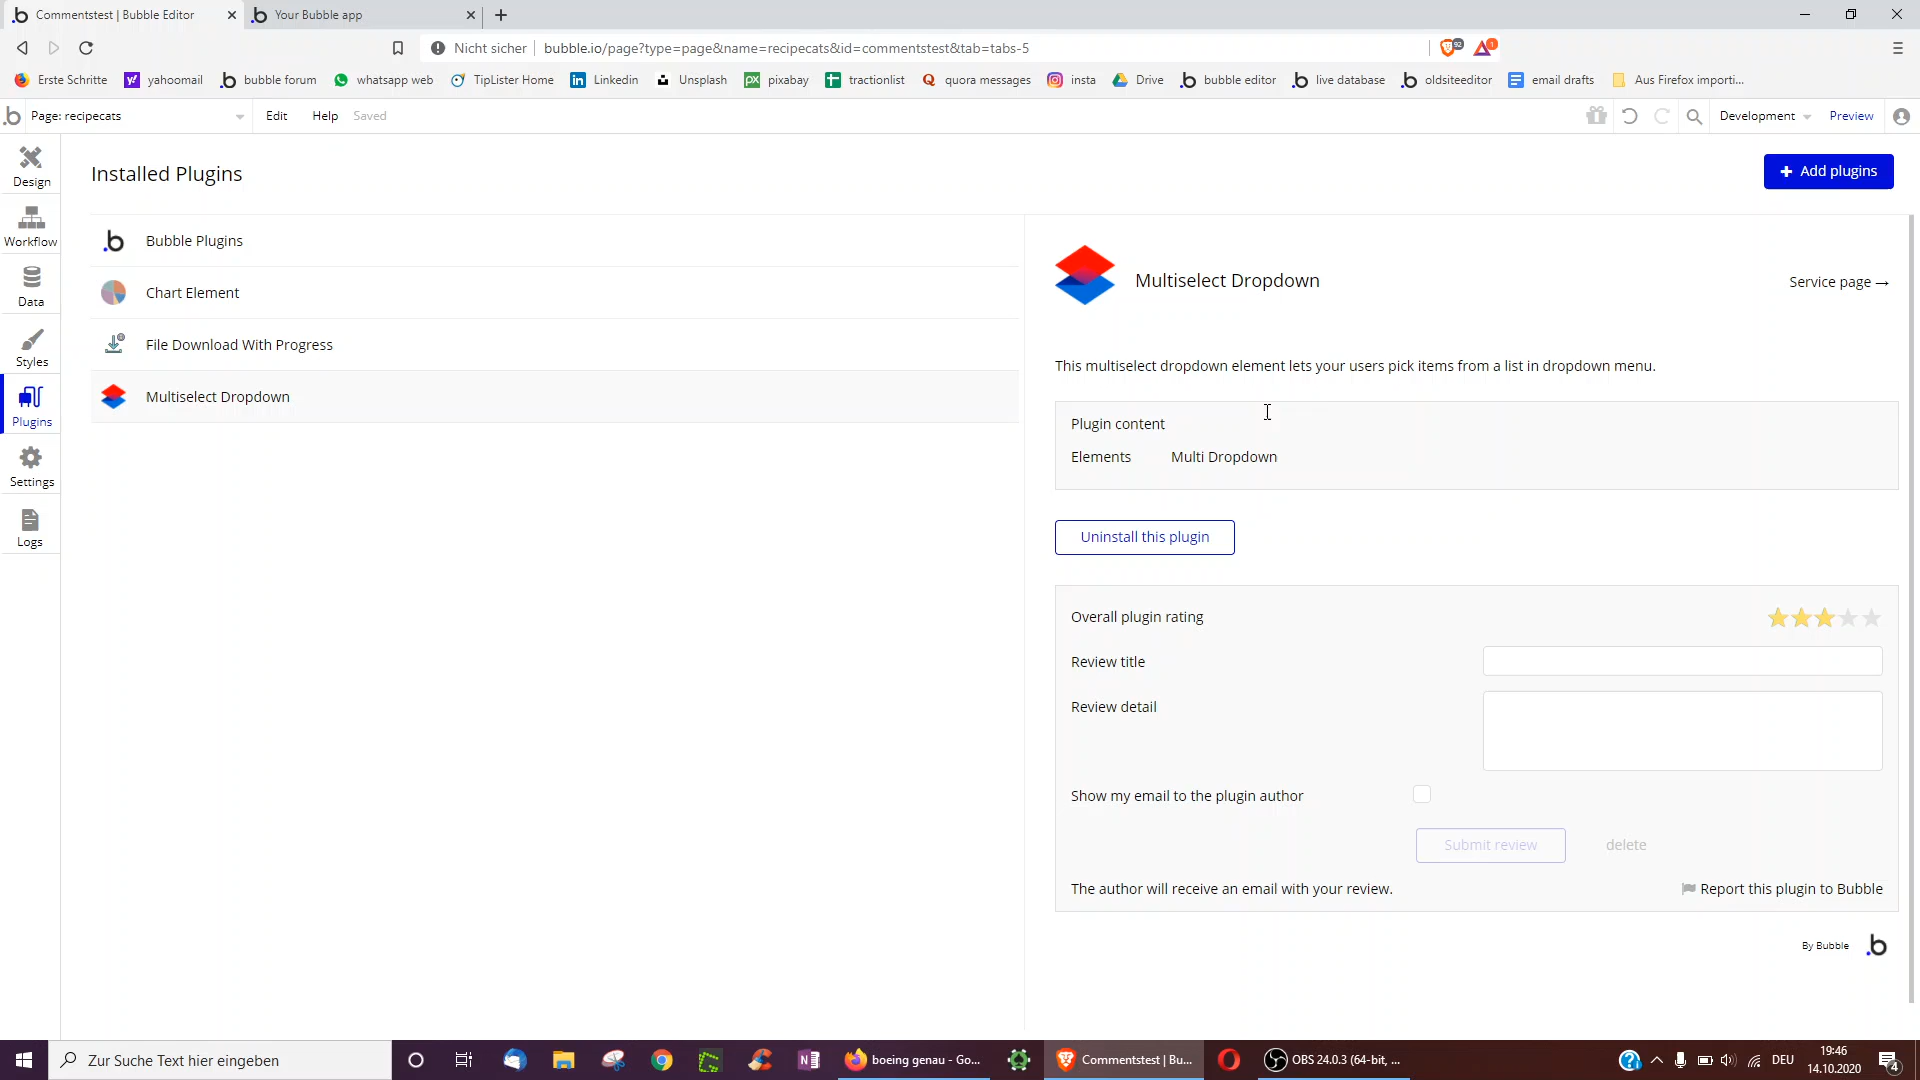 Commentstest | Bubble Editor
Your Bubble app
Nicht sicher
bubble.io/page?type=page&name=recipecats&id=commentstest&tab=tabs-5
92
1
Erste Schritte
yahoomail
bubble forum
whatsapp web
TipLister Home
Linkedin
Unsplash
pixabay
tractionlist
quora messages
insta
Drive
bubble editor
live database
oldsiteeditor
email drafts
Aus Firefox importi...
Page: recipecats
Edit
Help
Saved
Development
Preview
Design
Workflow
Data
Styles
Plugins
Settings
Logs
Installed Plugins
+ Add plugins
Bubble Plugins
Chart Element
File Download With Progress
Multiselect Dropdown
Multiselect Dropdown
Service page→
This multiselect dropdown element lets your users pick items from a list in dropdown menu.
Plugin content
Elements Multi Dropdown
Uninstall this plugin
Overall plugin rating
Review title
Review detail
Show my email to the plugin author
Submit review
delete
The author will receive an email with your review.
Report this plugin to Bubble
By Bubble
Zur Suche Text hier eingeben
boeing genau - Go...
Commentstest | Bu...
OBS 24.0.3 (64-bit, ...
DEU
19:46
14.10.2020
4